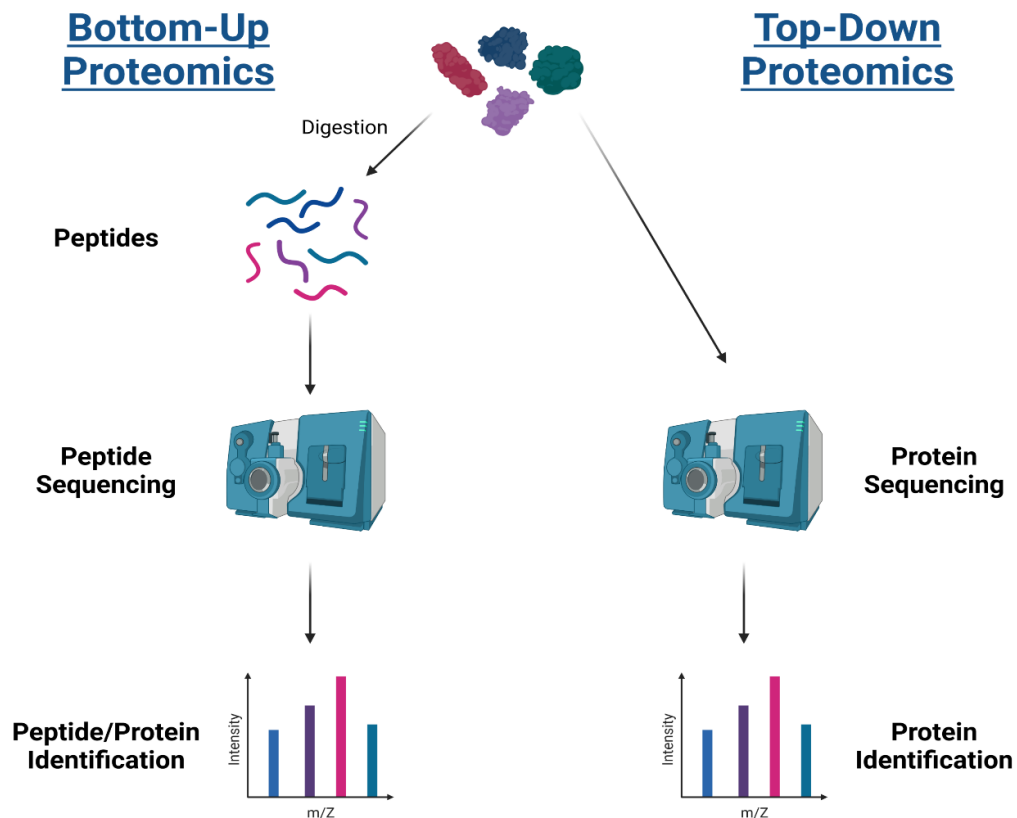 Bottom-Up
Proteomics
Top-Down
Proteomics
Digestion
Peptides
Peptide
Sequencing
Protein
Sequencing
Peptide/Protein
Identification
Intensity
m/Z
Intensity
m/Z
Protein
Identification